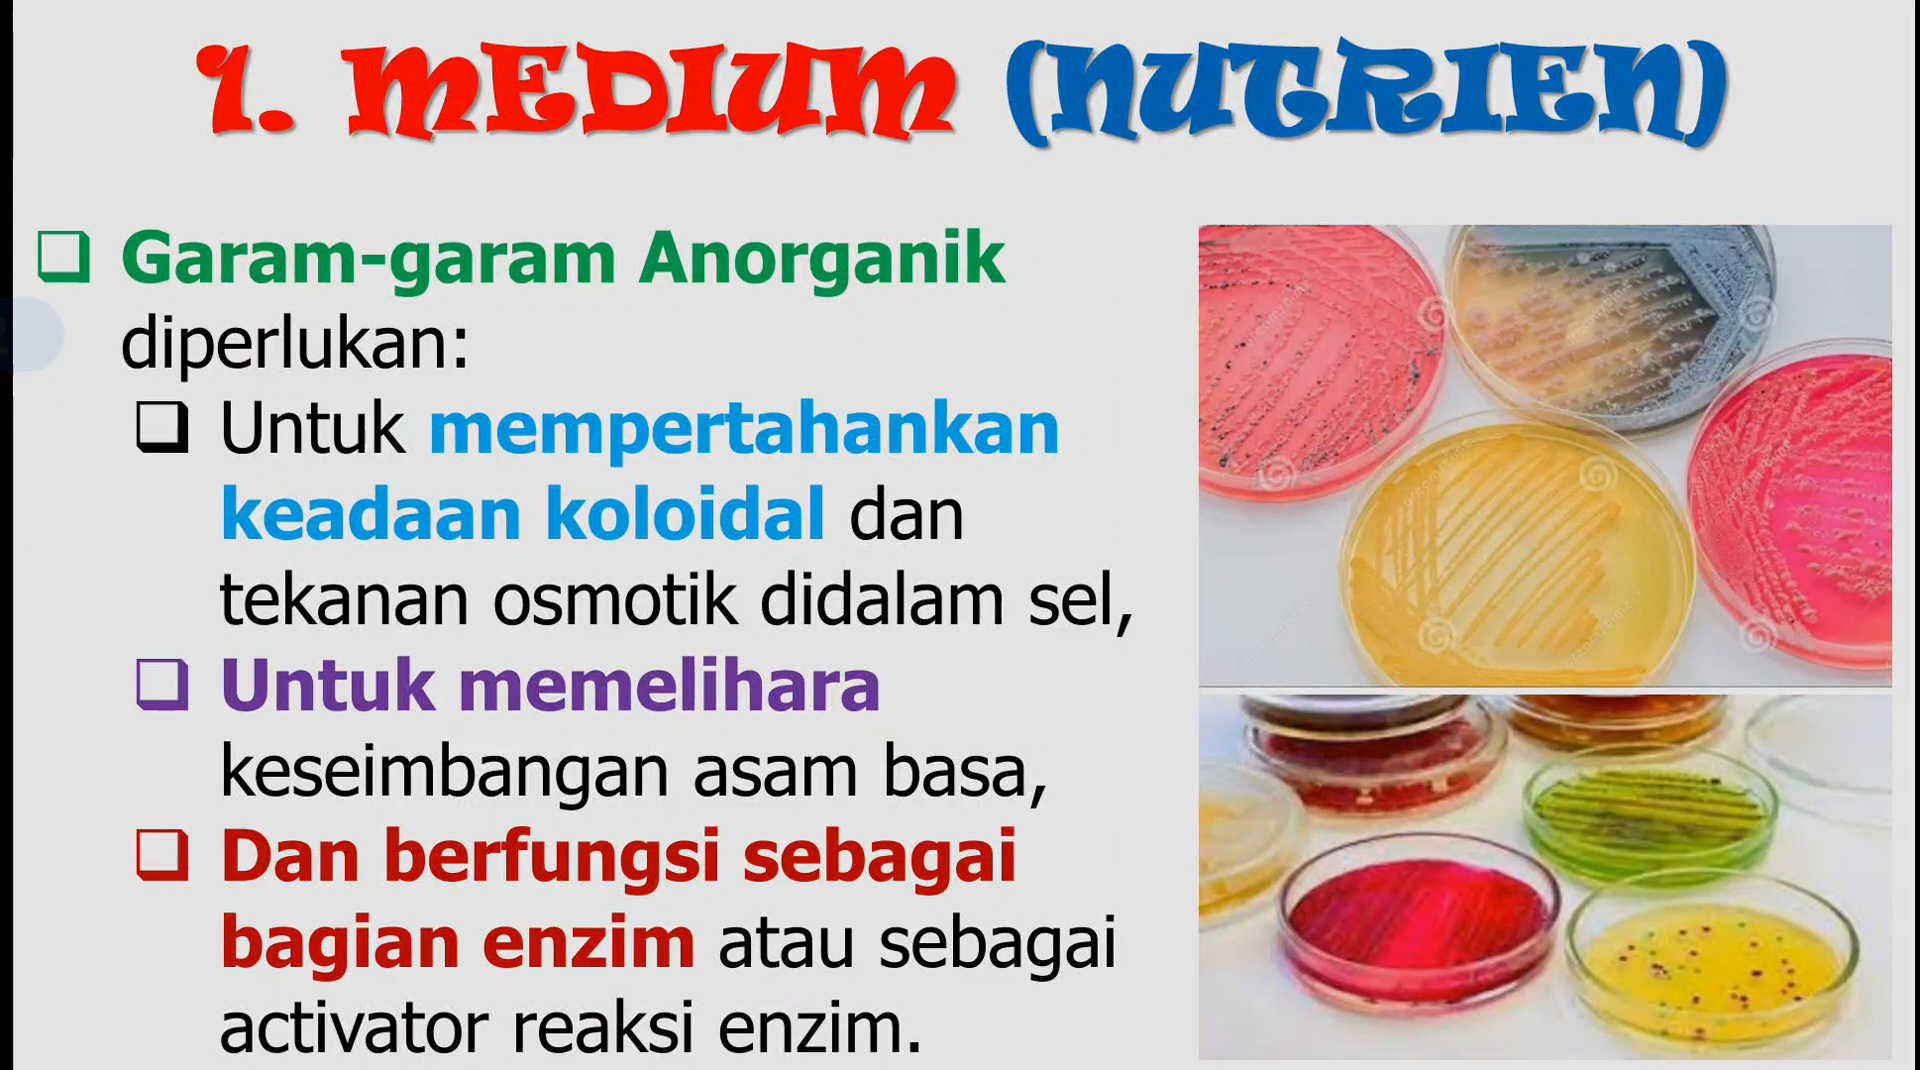 1. MEDIUM (NUTRIEN)
Garam-garam Anorganik
diperlukan:
Untuk mempertahankan
keadaan koloidal dan
tekanan osmotik didalam sel,
Untuk memelihara
keseimbangan asam basa,
Dan berfungsi sebagai
bagian enzim atau sebagai
activator reaksi enzim.